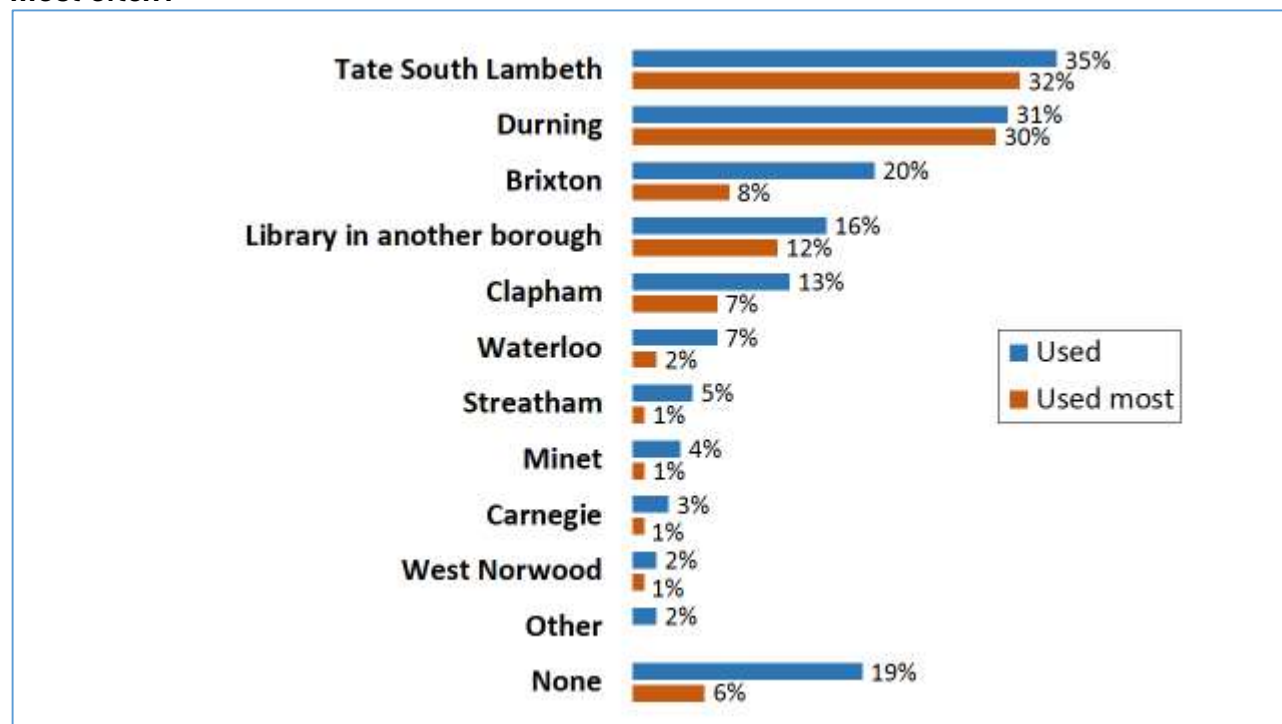 Tate South Lambeth
35%
32%
Durning
31%
30%
Brixton
20%
8%
Library in another borough
16%
12%
Clapham
13%
7%
Waterloo
7%
2%
Streatham
5%
1%
Minet
4%
1%
Carnegie
3%
1%
West Norwood
2%
1%
Other
2%
None
19%
6%
Used
Used most